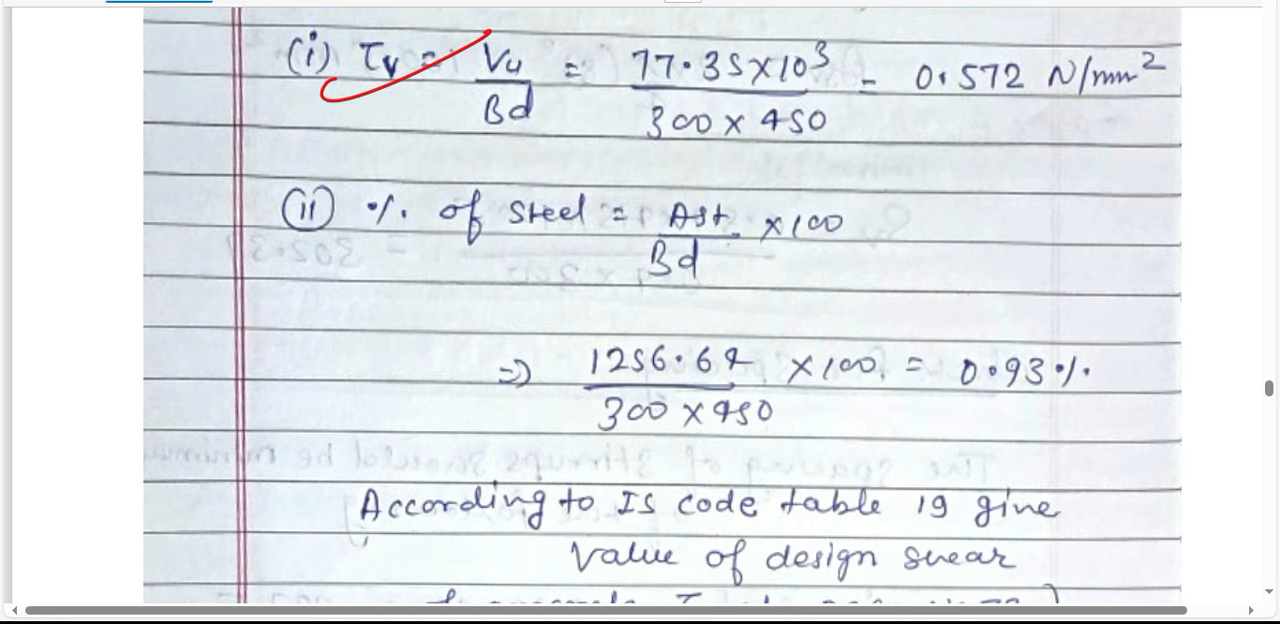 (i) τv = Vu / Bd = 77.35×10³ / 300 × 450 = 0.572 N/mm²
(ii) %. of steel = Ast / Bd ×100
⇒ 1256.64 / 300 × 450 ×100 = 0.93 %.
According to IS code table 19 give
value of design shear